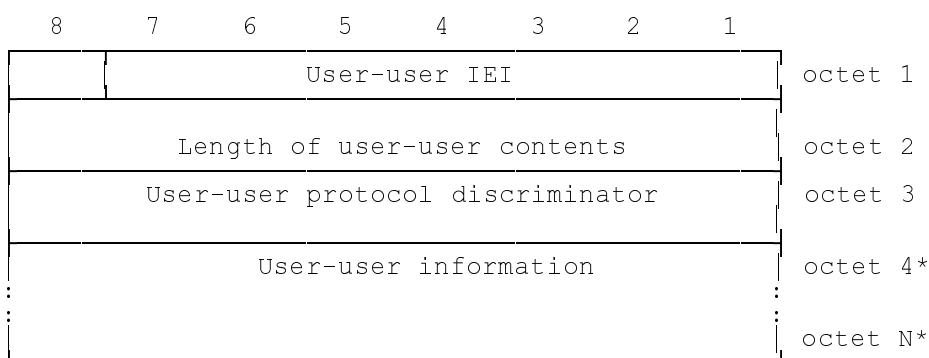 8 7 6 5 4 3 2 1
User-user IEI octet 1
Length of user-user contents octet 2
User-user protocol discriminator octet 3
User-user information octet 4*
:
:
octet N*